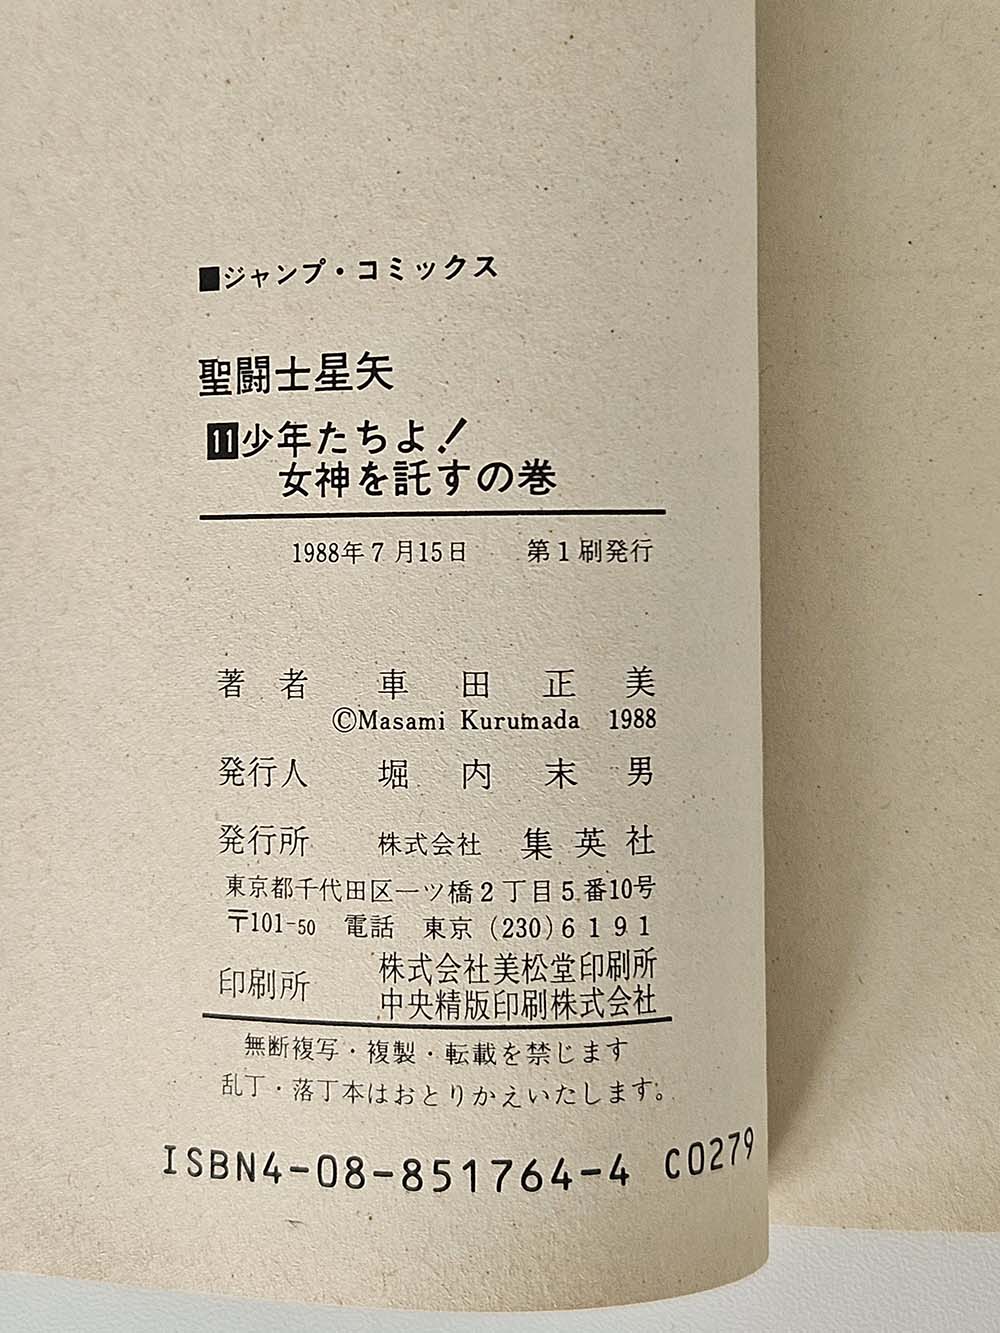 ■ジャンプ・コミックス
聖闘士星矢
11少年たちよ!
女神を託すの巻
1988年7月15日 第1刷発行
著者 車田正美
©Masami Kurumada 1988
発行人 堀内末男
発行所 株式会社 集英社
東京都千代田区一ツ橋2丁目5番10号
〒101-50 電話 東京(230)6191
印刷所 株式会社美松堂印刷所
中央精版印刷株式会社
無断複写・複製・転載を禁じます
乱丁・落丁本はおとりかえいたします。
ISBN4-08-851764-4 C0279